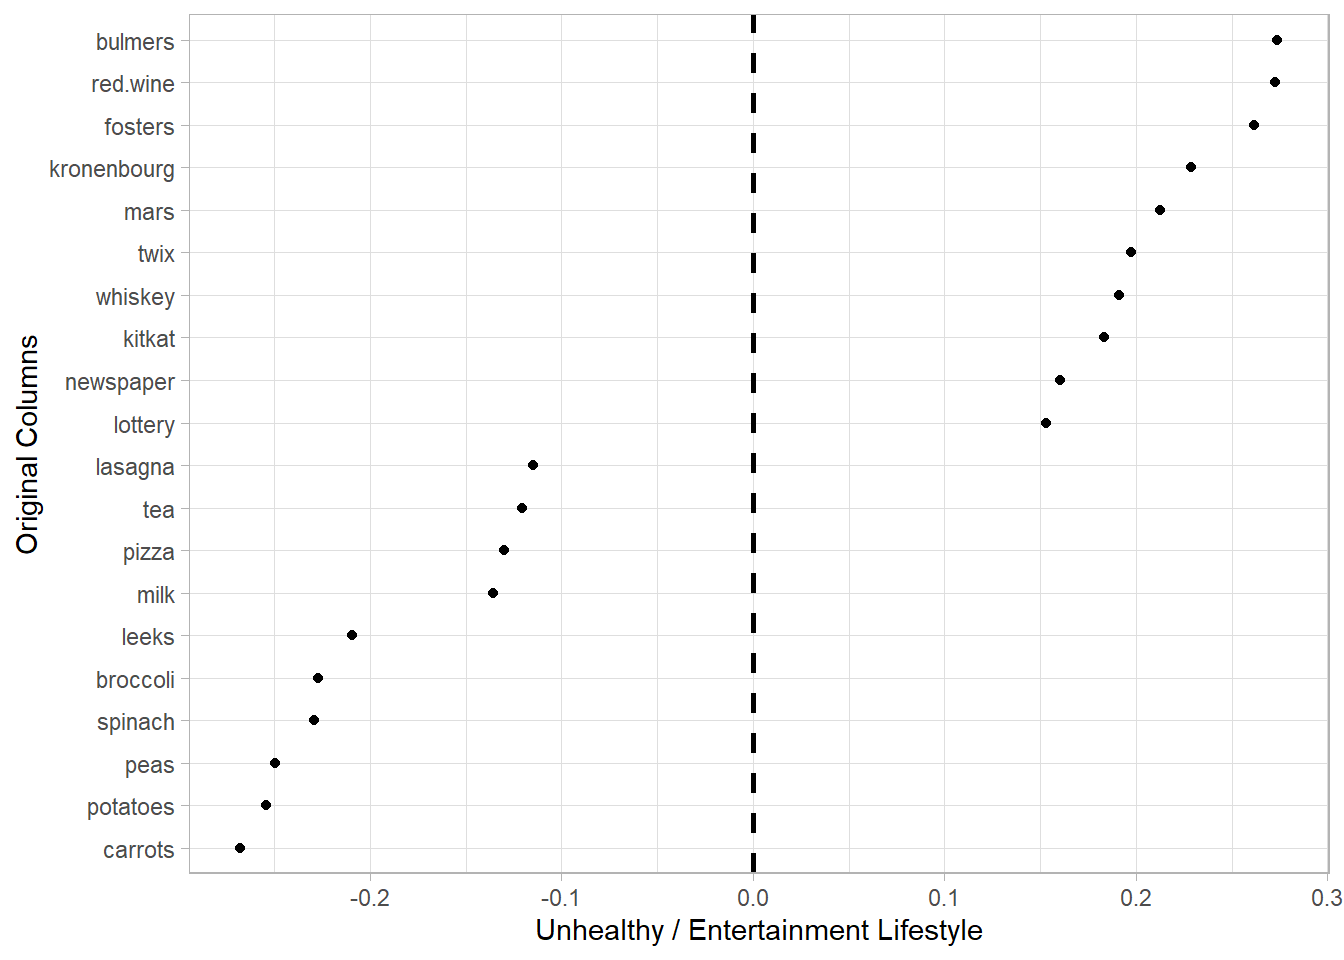 bulmers
red.wine
fosters
kronenbourg
mars
twix
whiskey
kitkat
newspaper
lottery
lasagna
tea
pizza
milk
leeks
broccoli
spinach
peas
potatoes
carrots
Original Columns
-0.2 -0.1 0.0 0.1 0.2 0.3
Unhealthy / Entertainment Lifestyle